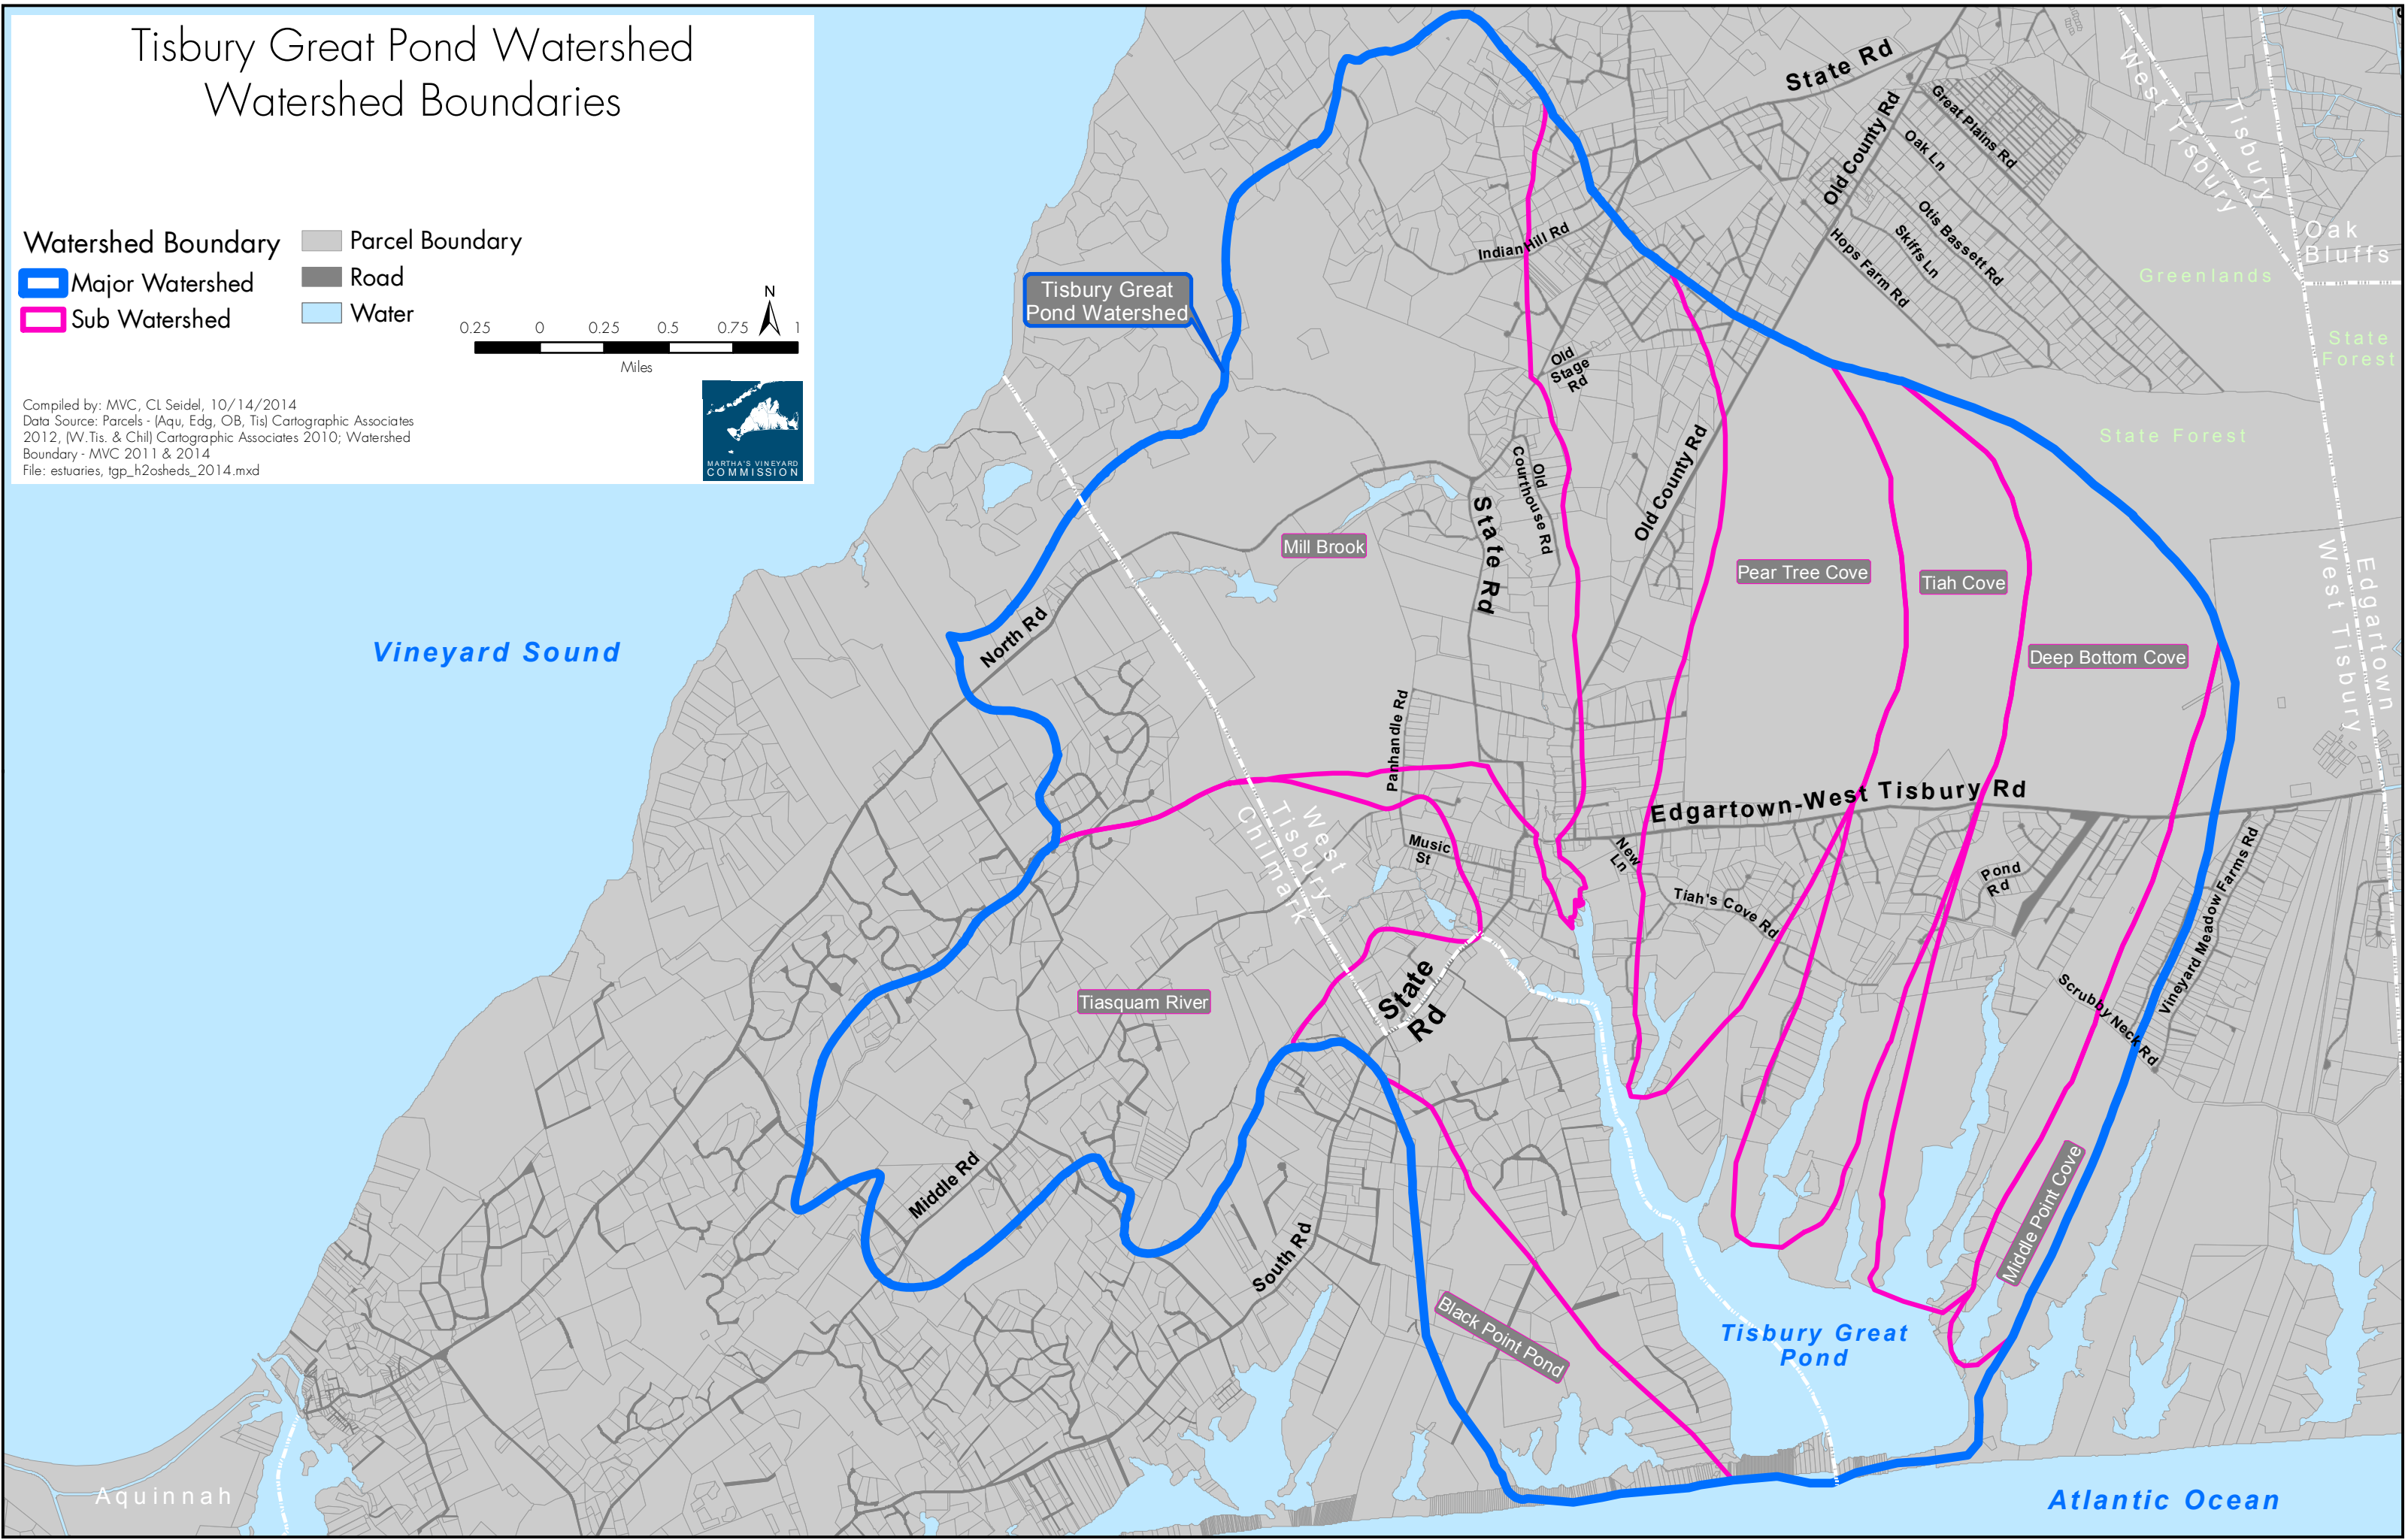 Tisbury Great Pond Watershed
Watershed Boundaries
Watershed Boundary
Major Watershed
Sub Watershed
Parcel Boundary
Road
Water
N
0.25 0 0.25 0.5 0.75 1
Miles
Compiled by: MVC, CL Seidel, 10/14/2014
Data Source: Parcels - (Aqu, Edg, OB, Tis) Cartographic Associates
2012, (W.Tis. & Chil) Cartographic Associates 2010; Watershed
Boundary - MVC 2011 & 2014
File: estuaries, tgp_h2osheds_2014.mxd
MARTHA'S VINEYARD
COMMISSION
State Rd
Old County Rd
Great Plains Rd
Oak Ln
Otis Bassett Rd
Skiffs Ln
Hops Farm Rd
West Tisbury
Tisbury
Oak
Bluffs
Greenlands
State
Forest
State Forest
Indian Hill Rd
Tisbury Great
Pond Watershed
Old
Stage
Rd
Old
Courthouse Rd
State Rd
Old County Rd
Mill Brook
Pear Tree Cove
Tiah Cove
Deep Bottom Cove
Edgartown
West Tisbury
Vineyard Sound
North Rd
Panhandle Rd
Edgartown-West Tisbury Rd
West
Tisbury
Chilmark
Music
St
New
Ln
Tiah's Cove Rd
Pond
Rd
Vineyard Meadow Farms Rd
Scrubby Neck Rd
Tiasquam River
State
Rd
Middle Rd
South Rd
Middle Point Cove
Black Point Pond
Tisbury Great
Pond
Aquinnah
Atlantic Ocean